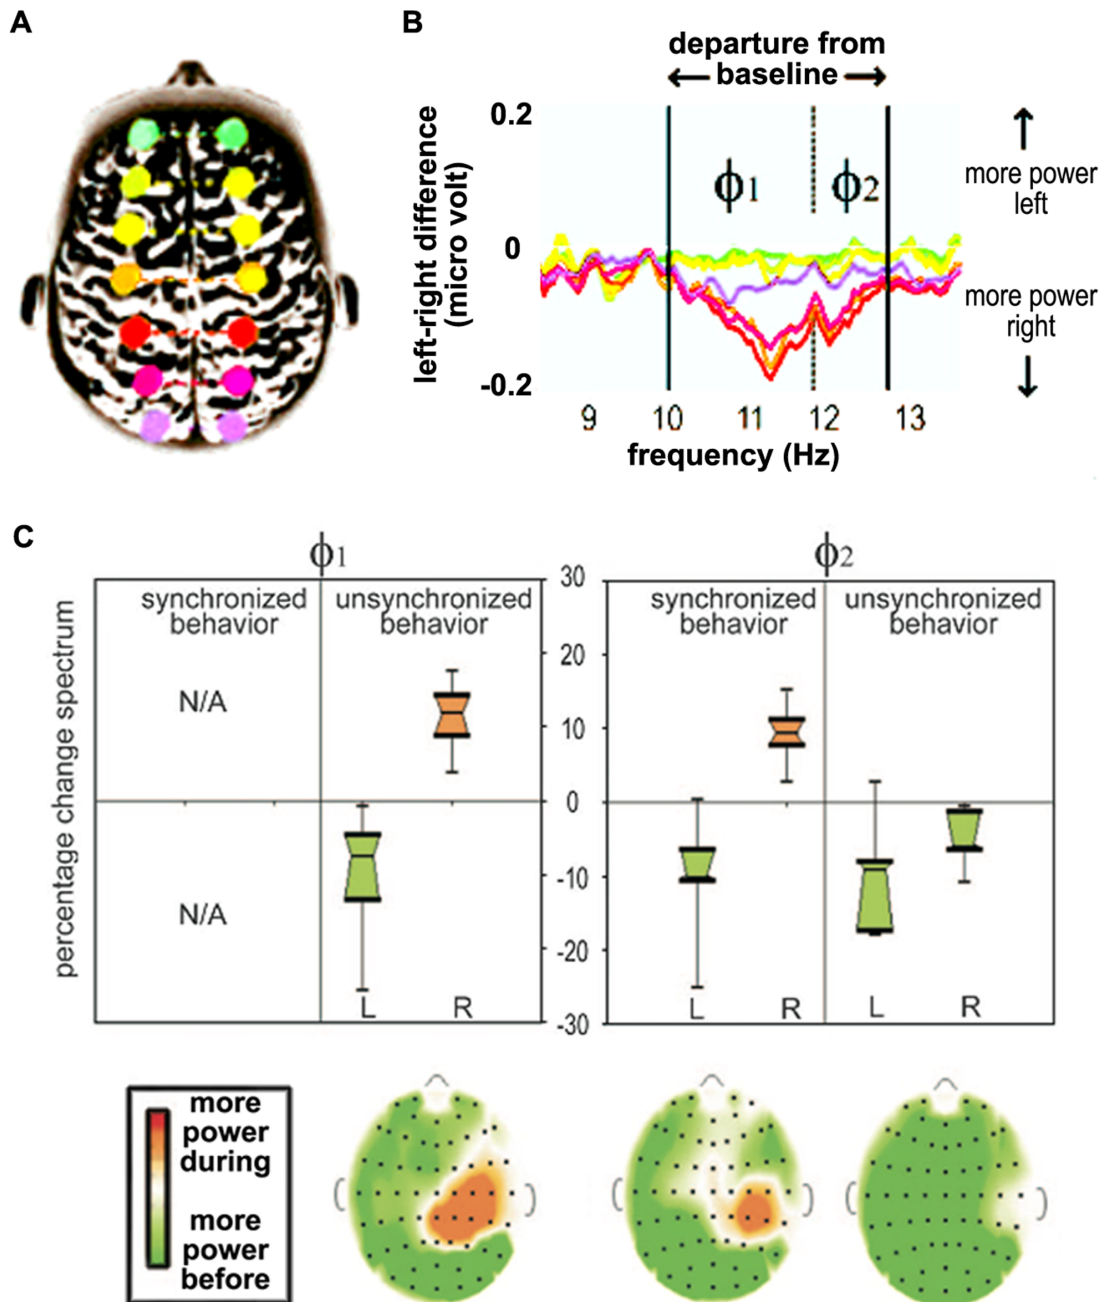 A
B
departure from
baseline
left-right difference
(micro volt)
0.2
0
-0.2
ϕ1
ϕ2
more power
left
more power
right
9 10 11 12 13
frequency (Hz)
C
ϕ1
ϕ2
percentage change spectrum
synchronized
behavior
unsynchronized
behavior
N/A
N/A
L
R
30
20
10
0
-10
-20
-30
synchronized
behavior
unsynchronized
behavior
L
R
L
R
more
power
during
more
power
before